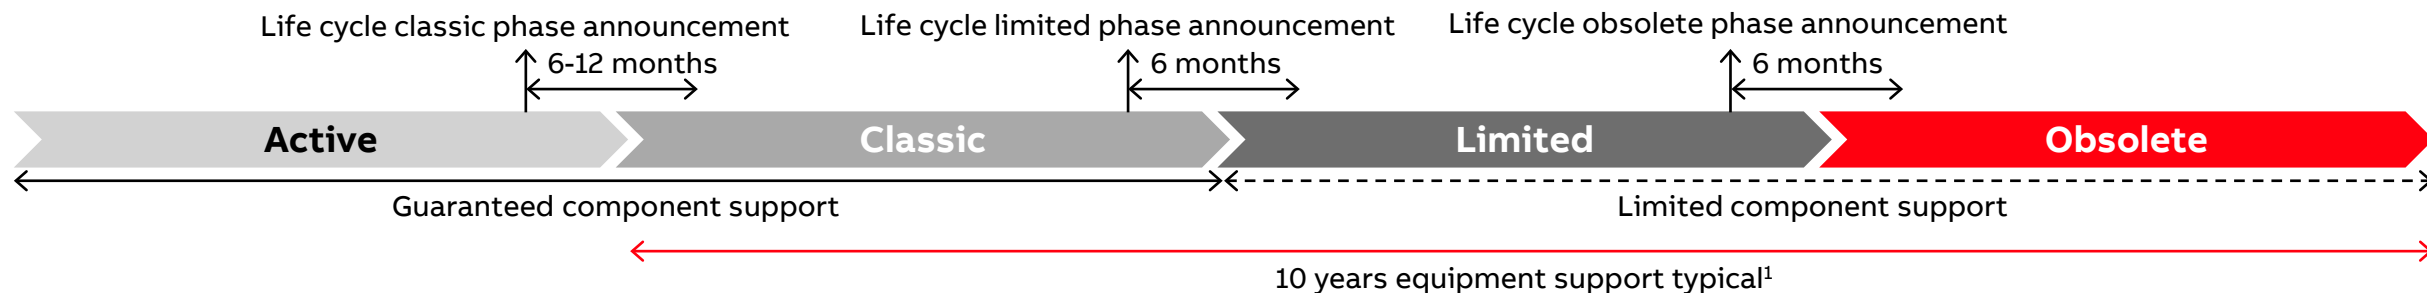 Life cycle classic phase announcement
6-12 months
Life cycle limited phase announcement
6 months
Life cycle obsolete phase announcement
6 months
Active
Classic
Limited
Obsolete
Guaranteed component support
Limited component support
10 years equipment support typical¹